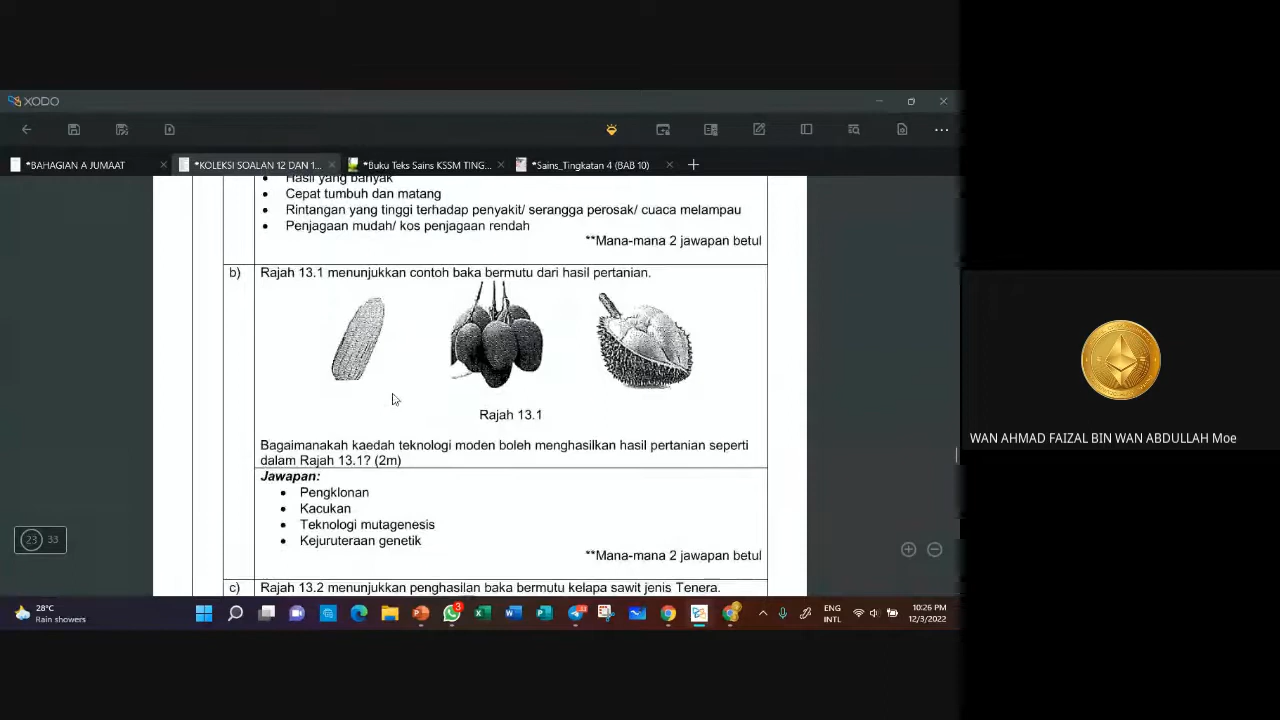 XODO
*BAHAGIAN A JUMAAT
*KOLEKSI SOALAN 12 DAN 1...
*Buku Teks Sains KSSM TING...
*Sains_Tingkatan 4 (BAB 10)
Hasil yang banyak
Cepat tumbuh dan matang
Rintangan yang tinggi terhadap penyakit/ serangga perosak/ cuaca melampau
Penjagaan mudah/ kos penjagaan rendah
**Mana-mana 2 jawapan betul
b) Rajah 13.1 menunjukkan contoh baka bermutu dari hasil pertanian.
Rajah 13.1
Bagaimanakah kaedah teknologi moden boleh menghasilkan hasil pertanian seperti
dalam Rajah 13.1? (2m)
Jawapan:
Pengklonan
Kacukan
Teknologi mutagenesis
Kejuruteraan genetik
**Mana-mana 2 jawapan betul
c) Rajah 13.2 menunjukkan penghasilan baka bermutu kelapa sawit jenis Tenera.
23 33
WAN AHMAD FAIZAL BIN WAN ABDULLAH Moe
28°C
Rain showers
3
ENG
INTL
10:26 PM
12/3/2022